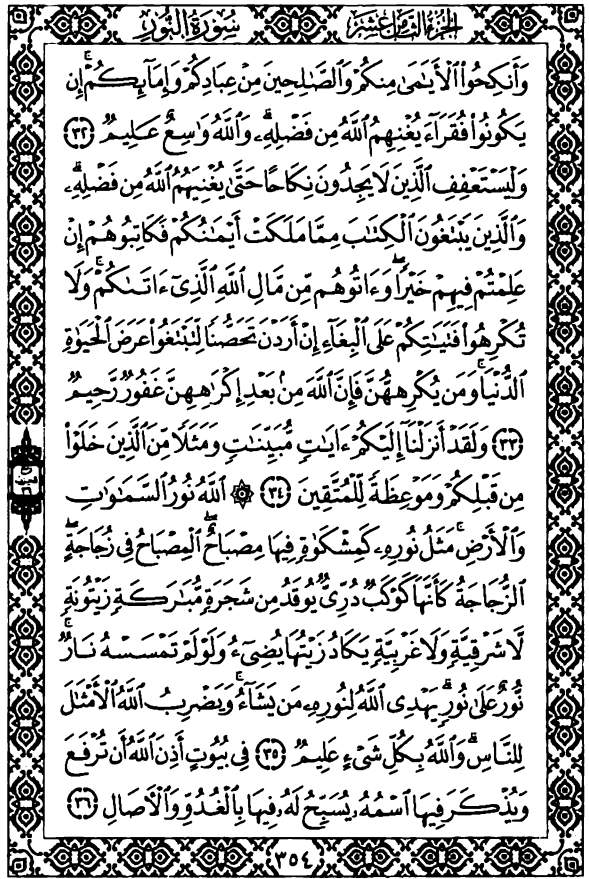 الجزء الثامن عشر سورة النور
وَأَنكِحُوا۟ ٱلْأَيَـٰمَىٰ مِنكُمْ وَٱلصَّـٰلِحِينَ مِنْ عِبَادِكُمْ وَإِمَآئِكُمْ ۚ إِن
يَكُونُوا۟ فُقَرَآءَ يُغْنِهِمُ ٱللَّهُ مِن فَضْلِهِۦ ۗ وَٱللَّهُ وَٰسِعٌ عَلِيمٌ ٣٢
وَلْيَسْتَعْفِفِ ٱلَّذِينَ لَا يَجِدُونَ نِكَاحًا حَتَّىٰ يُغْنِيَهُمُ ٱللَّهُ مِن فَضْلِهِۦ ۗ
وَٱلَّذِينَ يَبْتَغُونَ ٱلْكِتَـٰبَ مِمَّا مَلَكَتْ أَيْمَـٰنُكُمْ فَكَاتِبُوهُمْ إِنْ
عَلِمْتُمْ فِيهِمْ خَيْرًا ۖ وَءَاتُوهُم مِّن مَّالِ ٱللَّهِ ٱلَّذِىٓ ءَاتَىٰكُمْ ۚ وَلَا
تُكْرِهُوا۟ فَتَيَـٰتِكُمْ عَلَى ٱلْبِغَآءِ إِنْ أَرَدْنَ تَحَصُّنًا لِّتَبْتَغُوا۟ عَرَضَ ٱلْحَيَوٰةِ
ٱلدُّنْيَا ۚ وَمَن يُكْرِههُّنَّ فَإِنَّ ٱللَّهَ مِنۢ بَعْدِ إِكْرَٰهِهِنَّ غَفُورٌ رَّحِيمٌ
٣٣ وَلَقَدْ أَنزَلْنَآ إِلَيْكُمْ ءَايَـٰتٍ مُّبَيِّنَـٰتٍ وَمَثَلًا مِّنَ ٱلَّذِينَ خَلَوْا۟
مِن قَبْلِكُمْ وَمَوْعِظَةً لِّلْمُتَّقِينَ ٣٤ ۞ ٱللَّهُ نُورُ ٱلسَّمَـٰوَٰتِ
وَٱلْأَرْضِ ۚ مَثَلُ نُورِهِۦ كَمِشْكَوٰةٍ فِيهَا مِصْبَاحٌ ۖ ٱلْمِصْبَاحُ فِى زُجَاجَةٍ ۖ
ٱلزُّجَاجَةُ كَأَنَّهَا كَوْكَبٌ دُرِّىٌّ يُوقَدُ مِن شَجَرَةٍ مُّبَـٰرَكَةٍ زَيْتُونَةٍ
لَّا شَرْقِيَّةٍ وَلَا غَرْبِيَّةٍ يَكَادُ زَيْتُهَا يُضِىٓءُ وَلَوْ لَمْ تَمْسَسْهُ نَارٌ ۚ
نُّورٌ عَلَىٰ نُورٍ ۗ يَهْدِى ٱللَّهُ لِنُورِهِۦ مَن يَشَآءُ ۚ وَيَضْرِبُ ٱللَّهُ ٱلْأَمْثَـٰلَ
لِلنَّاسِ ۗ وَٱللَّهُ بِكُلِّ شَىْءٍ عَلِيمٌ ٣٥ فِى بُيُوتٍ أَذِنَ ٱللَّهُ أَن تُرْفَعَ
وَيُذْكَرَ فِيهَا ٱسْمُهُۥ يُسَبِّحُ لَهُۥ فِيهَا بِٱلْغُدُوِّ وَٱلْـَٔاصَالِ ٣٦
٣٥٤